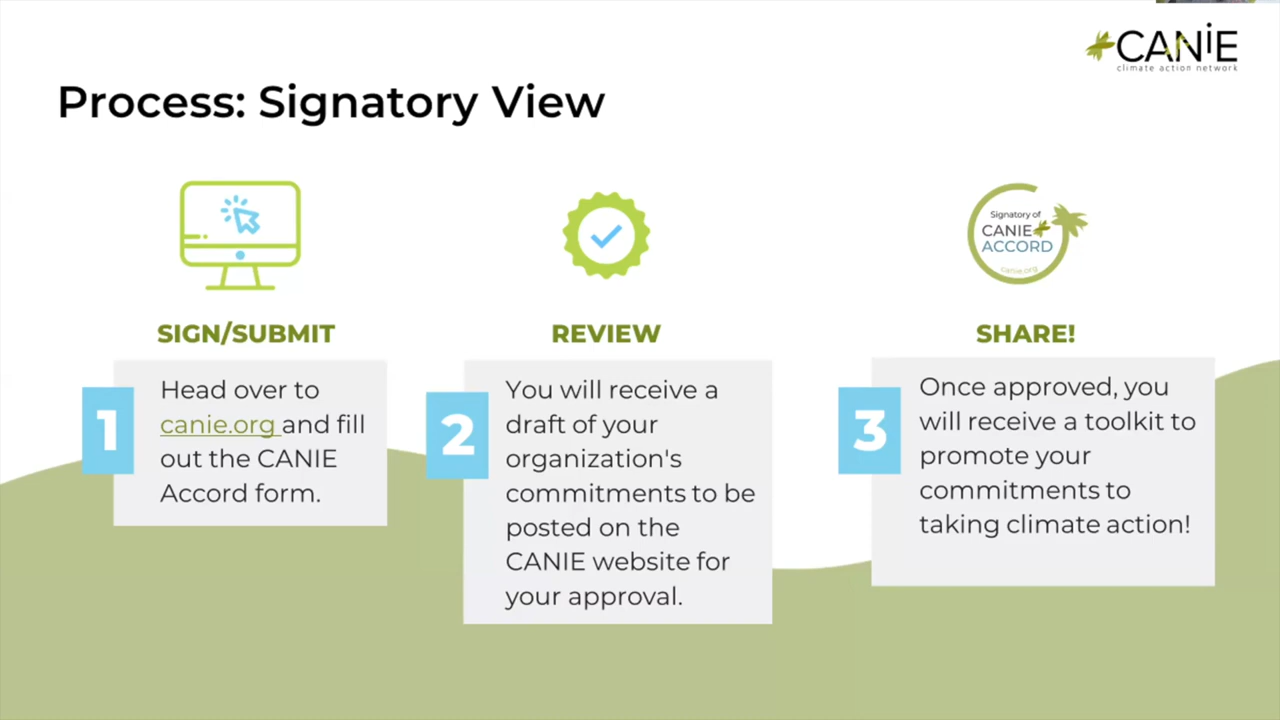 CANIE
climate action network
Process: Signatory View
Signatory of
CANIE
ACCORD
canie.org
SIGN/SUBMIT
1
Head over to
canie.org and fill
out the CANIE
Accord form.
REVIEW
2
You will receive a
draft of your
organization's
commitments to be
posted on the
CANIE website for
your approval.
SHARE!
3
Once approved, you
will receive a toolkit to
promote your
commitments to
taking climate action!